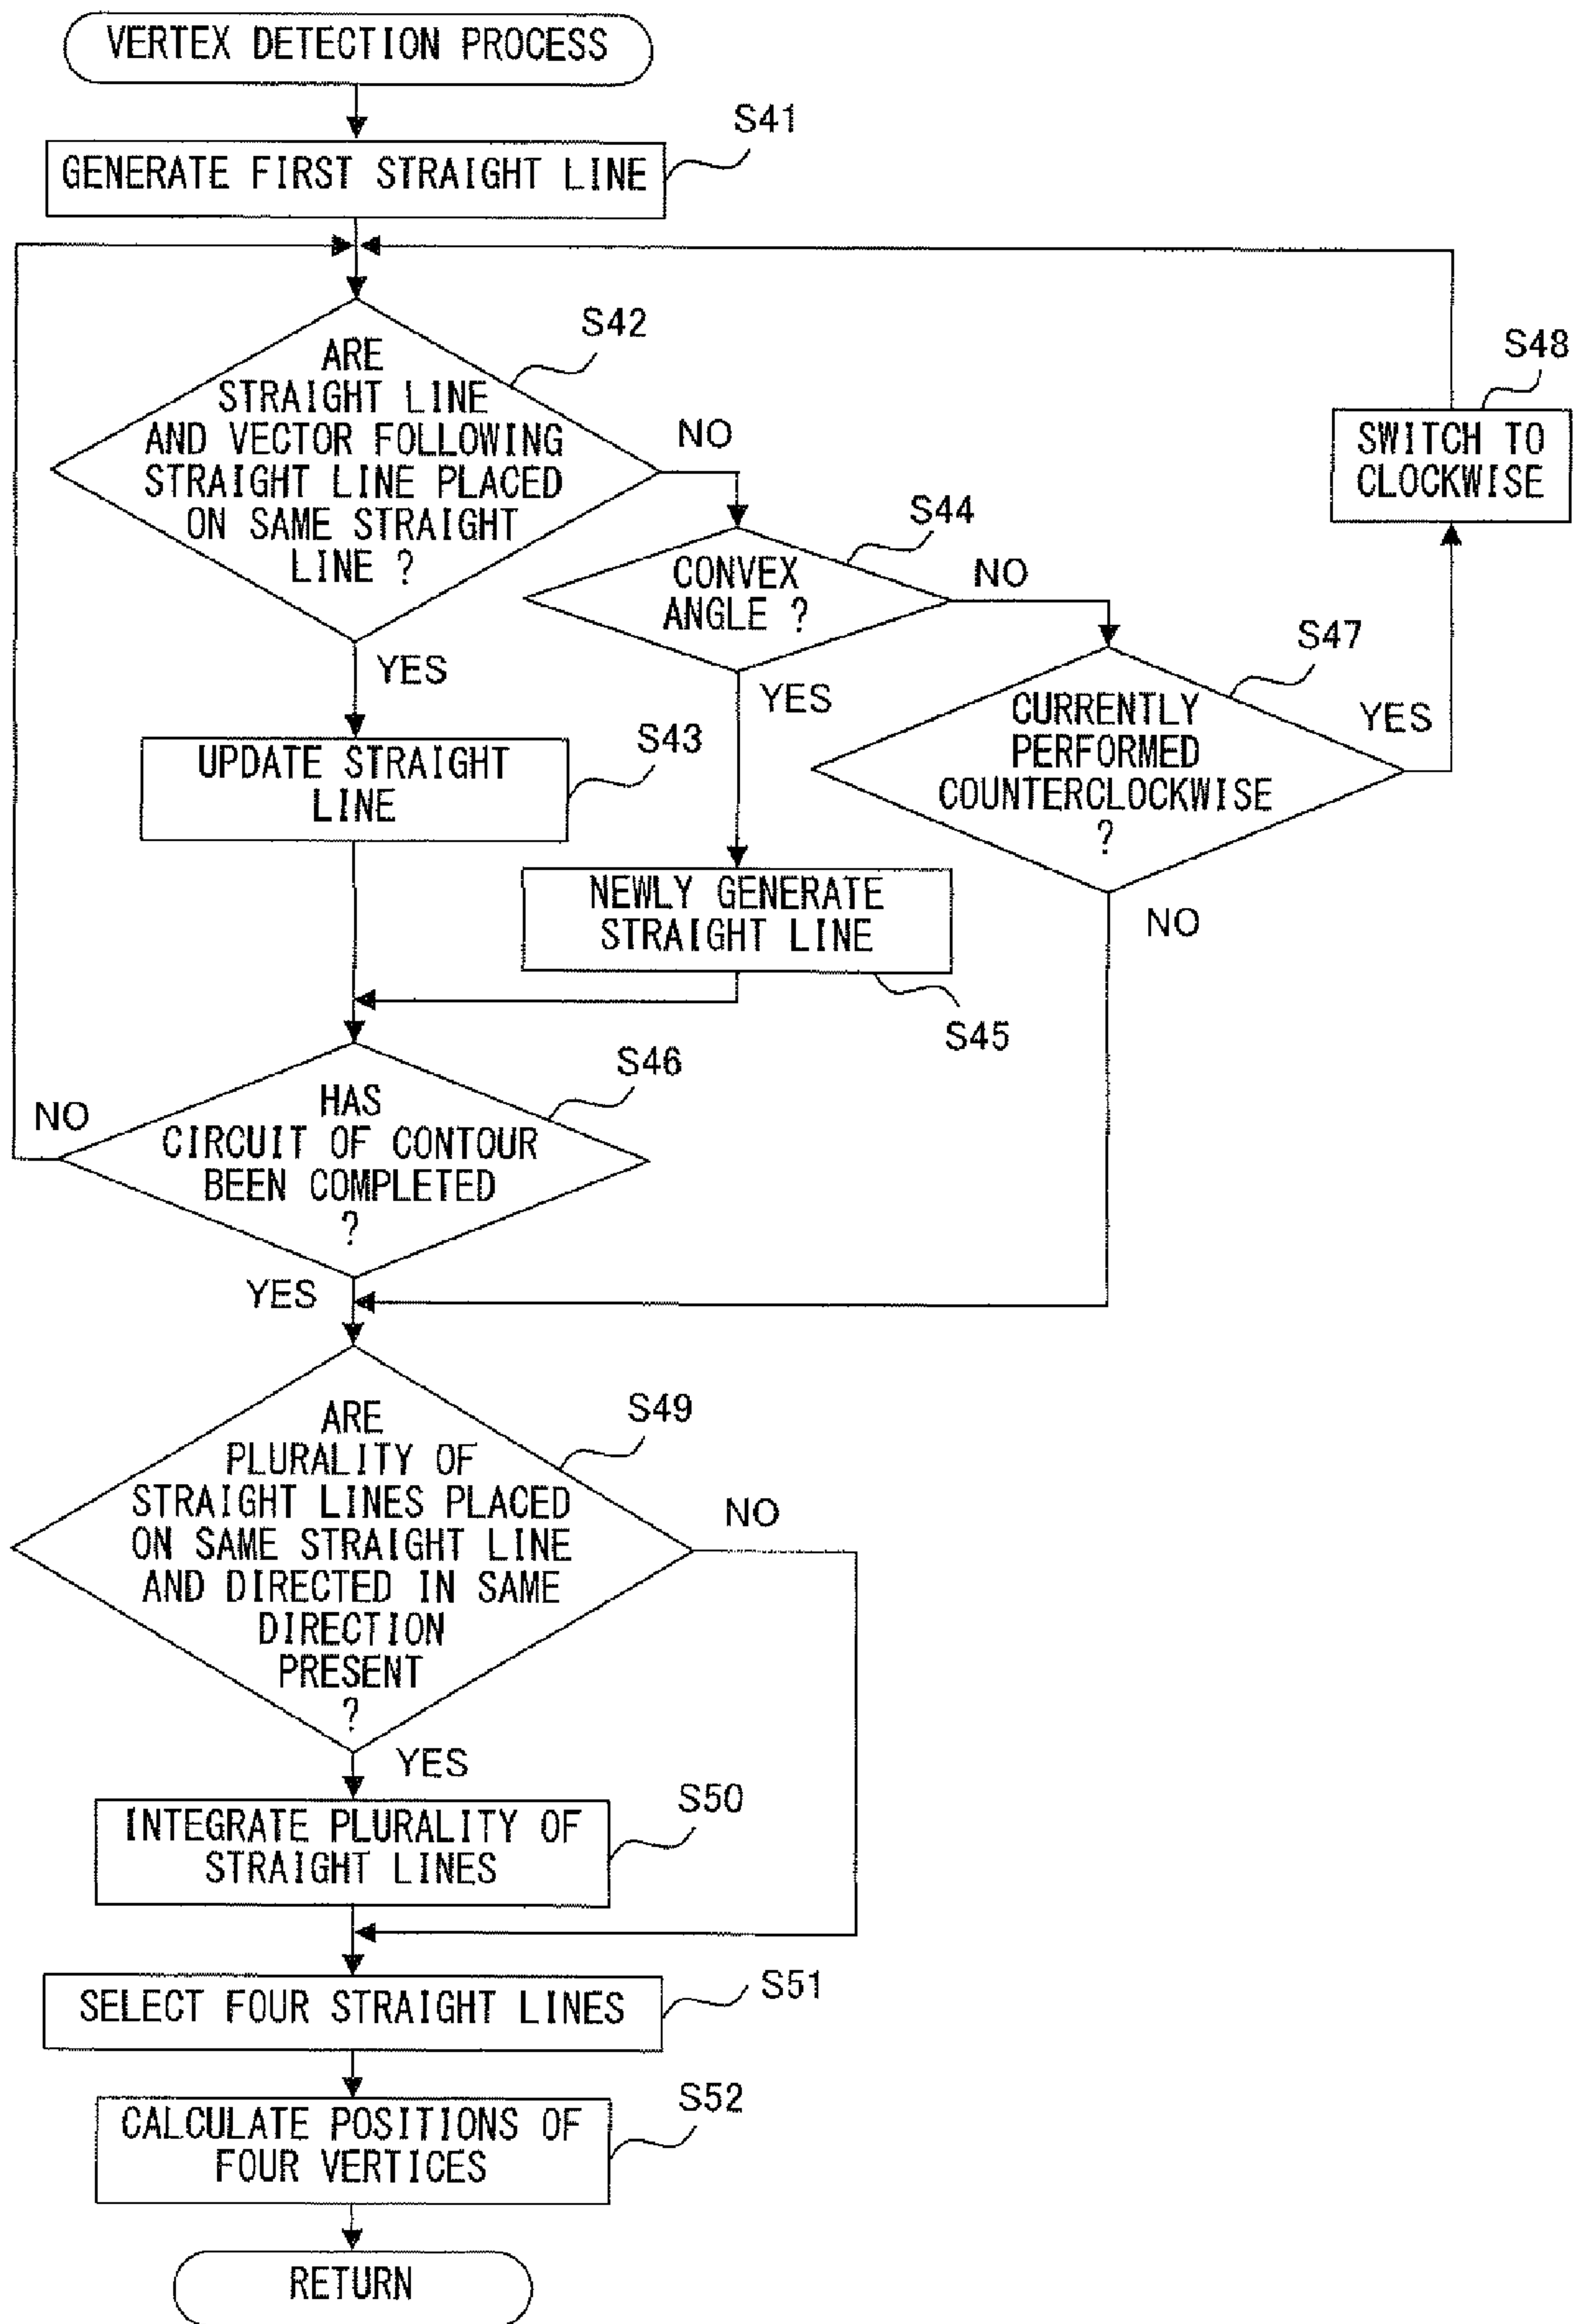 VERTEX DETECTION PROCESS
S41
GENERATE FIRST STRAIGHT LINE
S42
ARE
STRAIGHT LINE
AND VECTOR FOLLOWING
STRAIGHT LINE PLACED
ON SAME STRAIGHT
LINE ?
NO
YES
S48
SWITCH TO
CLOCKWISE
S44
CONVEX
ANGLE ?
NO
YES
S47
CURRENTLY
PERFORMED
COUNTERCLOCKWISE
?
YES
NO
S43
UPDATE STRAIGHT
LINE
NEWLY GENERATE
STRAIGHT LINE
S45
S46
HAS
CIRCUIT OF CONTOUR
BEEN COMPLETED
?
NO
YES
S49
ARE
PLURALITY OF
STRAIGHT LINES PLACED
ON SAME STRAIGHT LINE
AND DIRECTED IN SAME
DIRECTION
PRESENT
?
NO
YES
S50
INTEGRATE PLURALITY OF
STRAIGHT LINES
S51
SELECT FOUR STRAIGHT LINES
S52
CALCULATE POSITIONS OF
FOUR VERTICES
RETURN